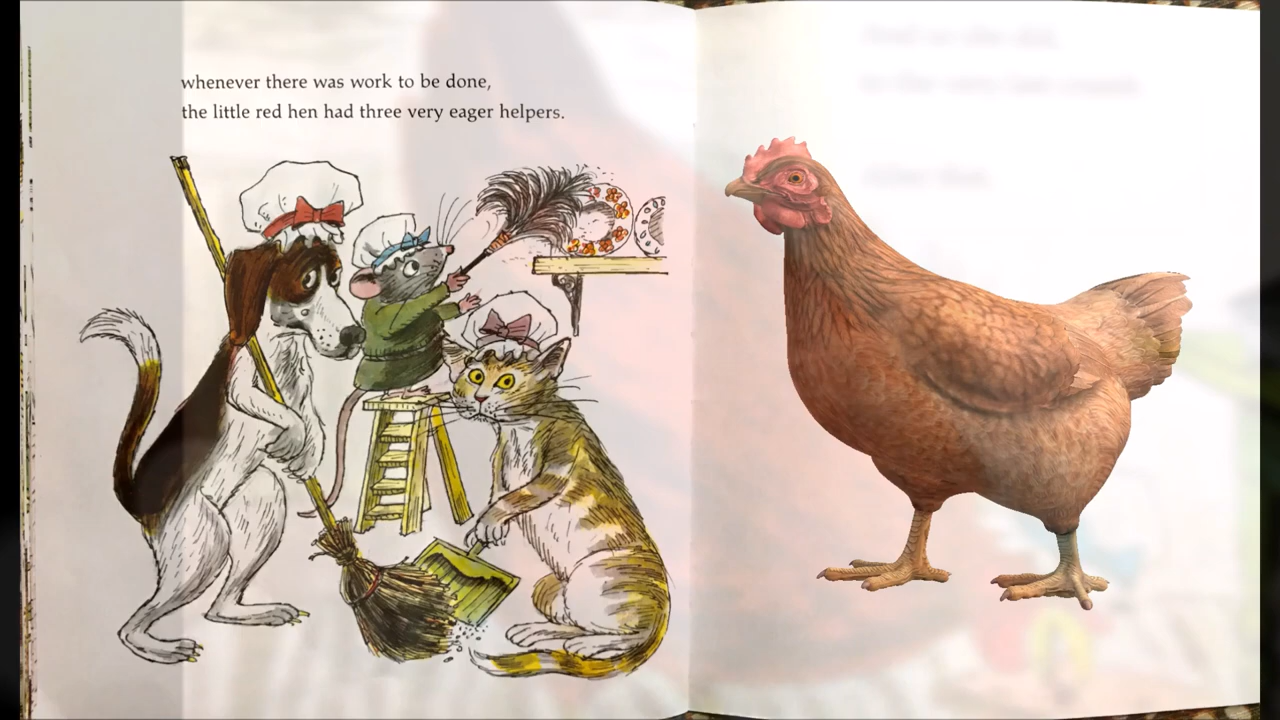 whenever there was work to be done,
the little red hen had three very eager helpers.